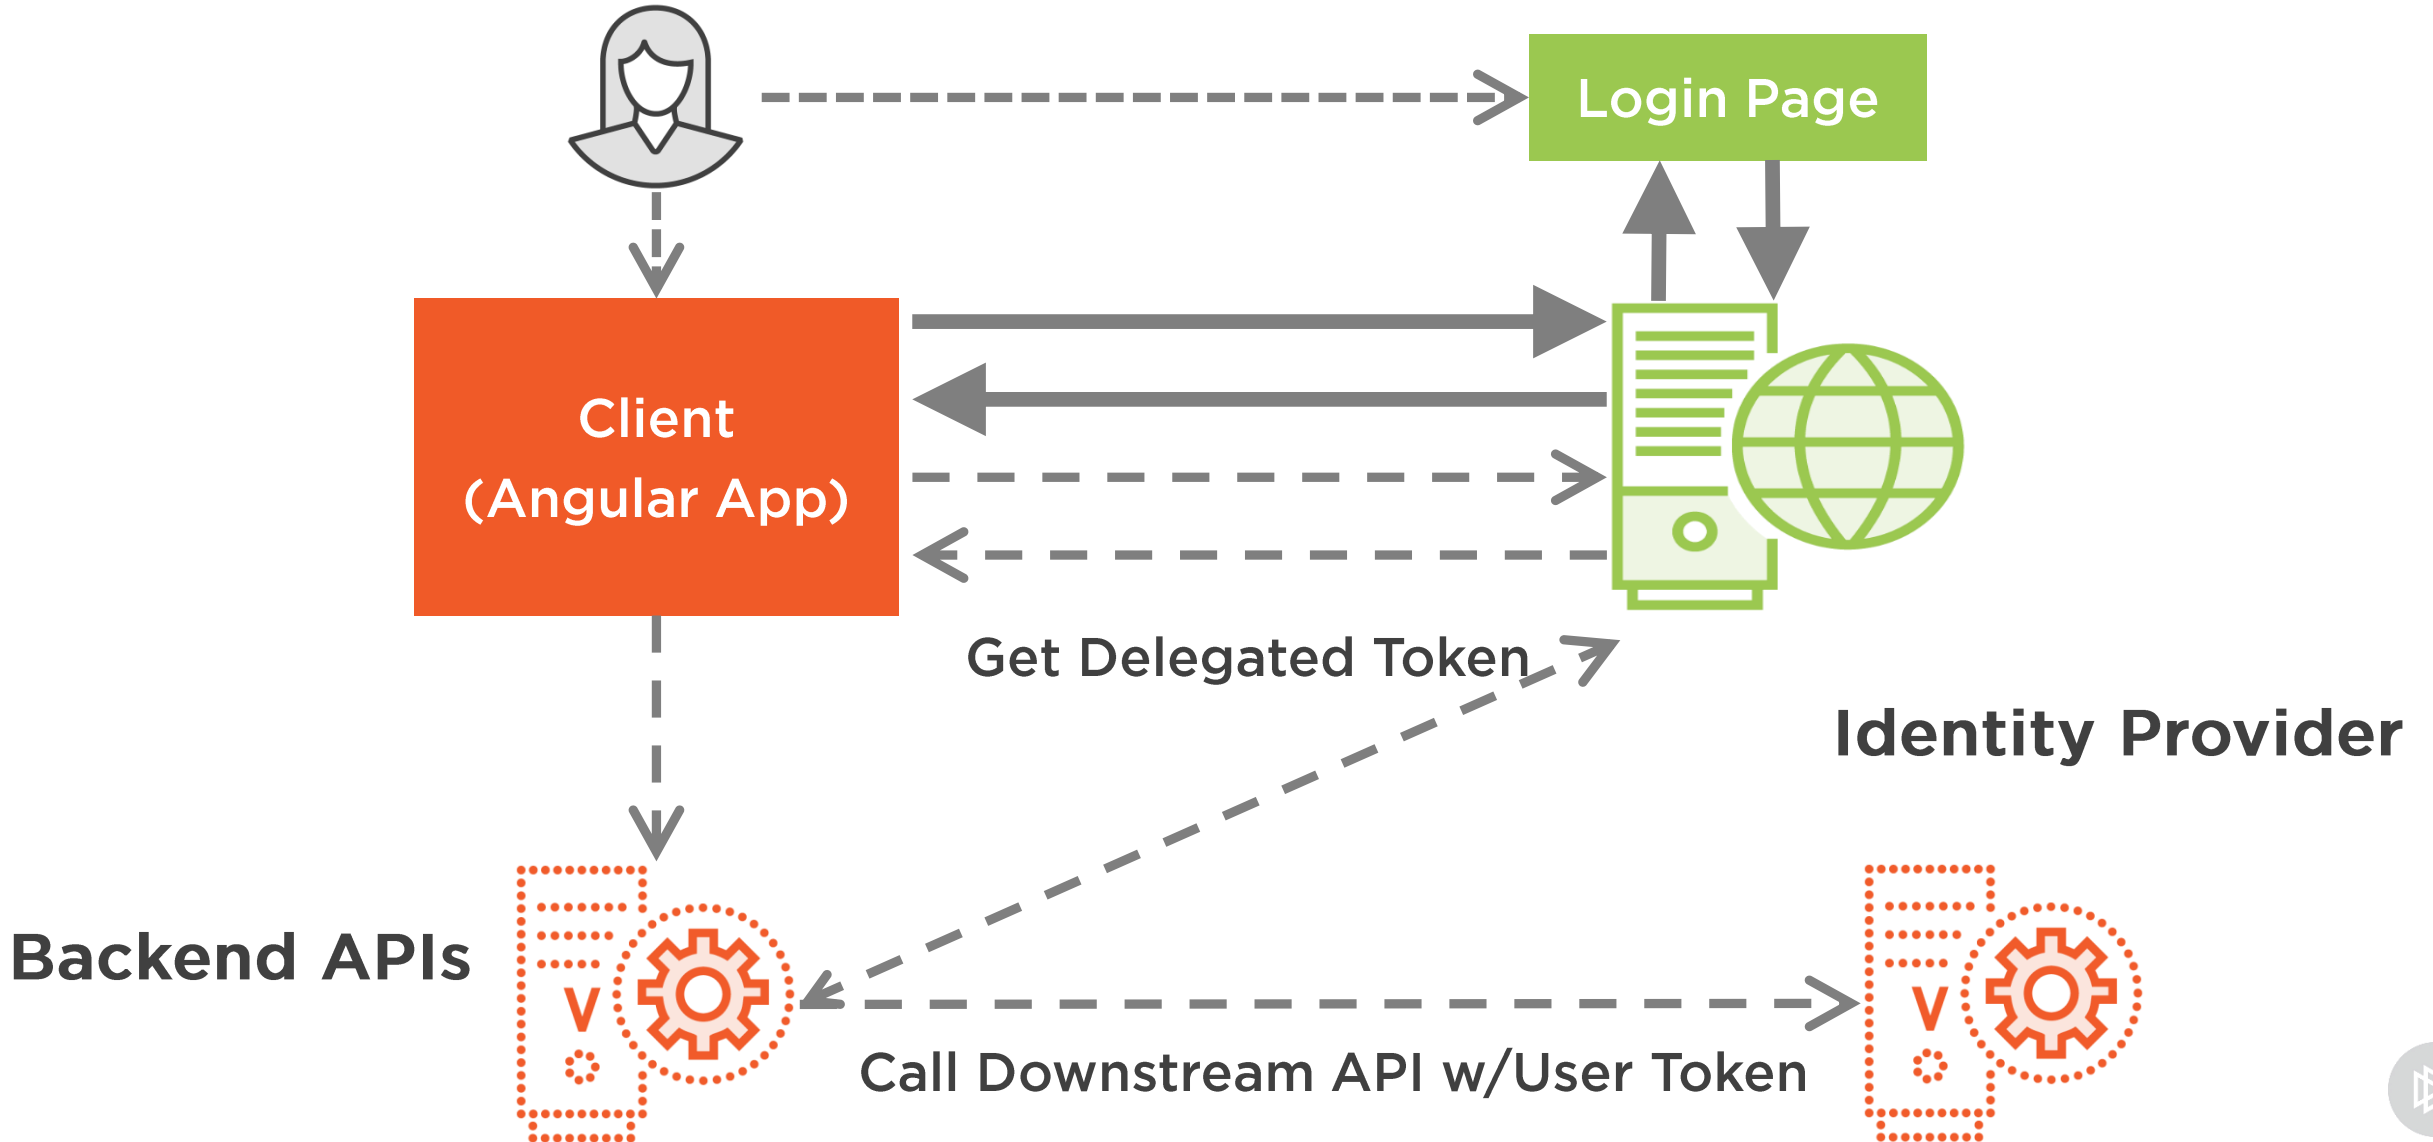 Login Page
Client
(Angular App)
Get Delegated Token
Identity Provider
Backend APIs
Call Downstream API w/User Token